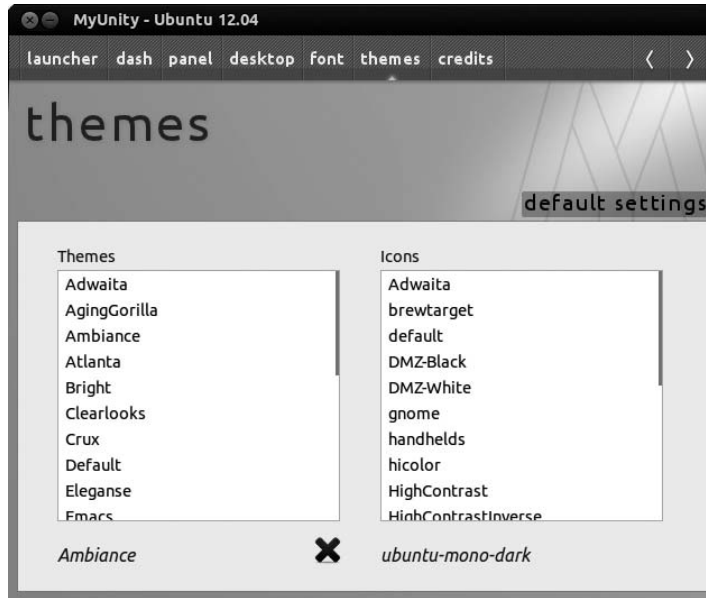 MyUnity - Ubuntu 12.04
launcher dash panel desktop font themes credits
themes
default settings
Themes
Adwaita
AgingGorilla
Ambiance
Atlanta
Bright
Clearlooks
Crux
Default
Eleganse
Emacs
Ambiance
Icons
Adwaita
brewtarget
default
DMZ-Black
DMZ-White
gnome
handhelds
hicolor
HighContrast
HighContrastInverse
ubuntu-mono-dark